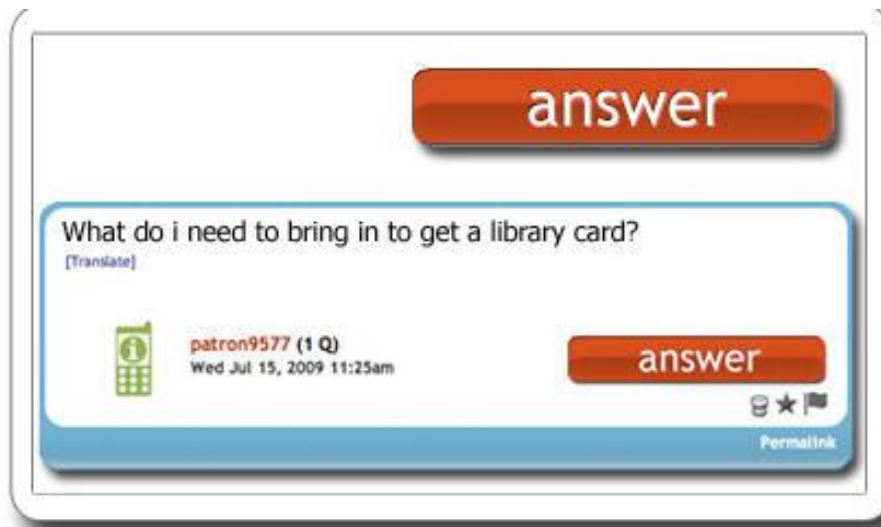 answer
What do i need to bring in to get a library card?
[Translate]
patron9577 (1 Q)
Wed Jul 15, 2009 11:25am
answer
Permalink